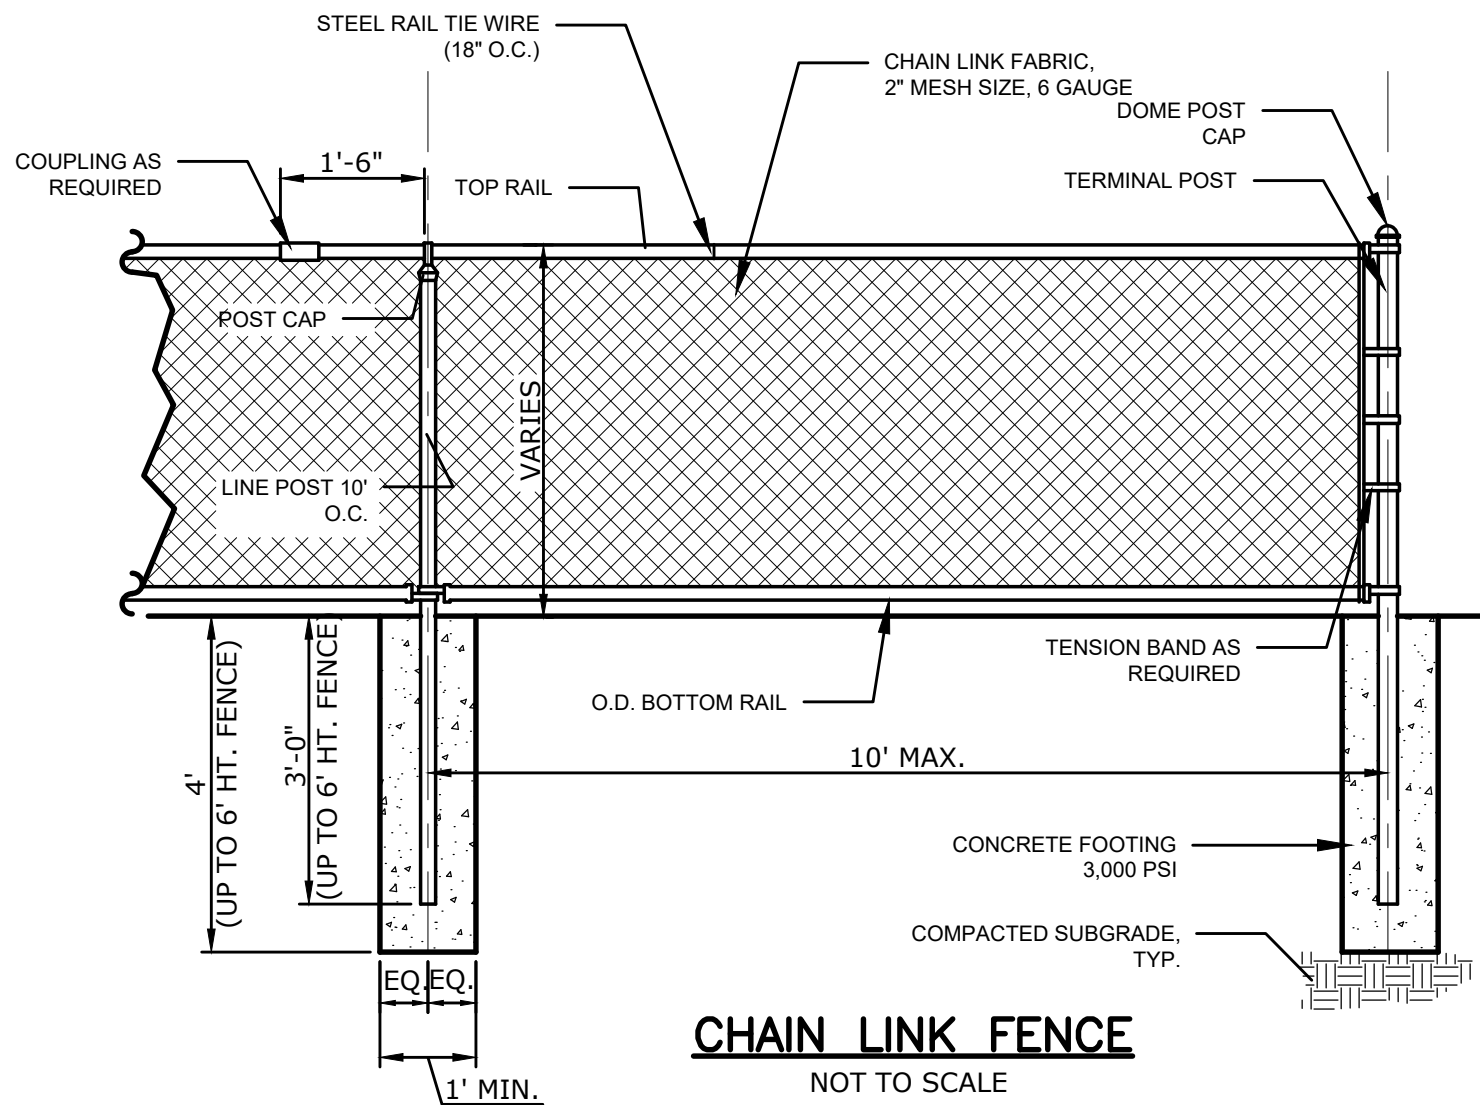 STEEL RAIL TIE WIRE
(18" O.C.)
CHAIN LINK FABRIC,
2" MESH SIZE, 6 GAUGE
DOME POST
CAP
COUPLING AS
REQUIRED
1'-6"
TOP RAIL
TERMINAL POST
POST CAP
VARIES
LINE POST 10'
O.C.
TENSION BAND AS
REQUIRED
O.D. BOTTOM RAIL
4'
(UP TO 6' HT. FENCE)
3'-0"
(UP TO 6' HT. FENCE)
10' MAX.
CONCRETE FOOTING
3,000 PSI
COMPACTED SUBGRADE,
TYP.
EQ. EQ.
1' MIN.
CHAIN LINK FENCE
NOT TO SCALE